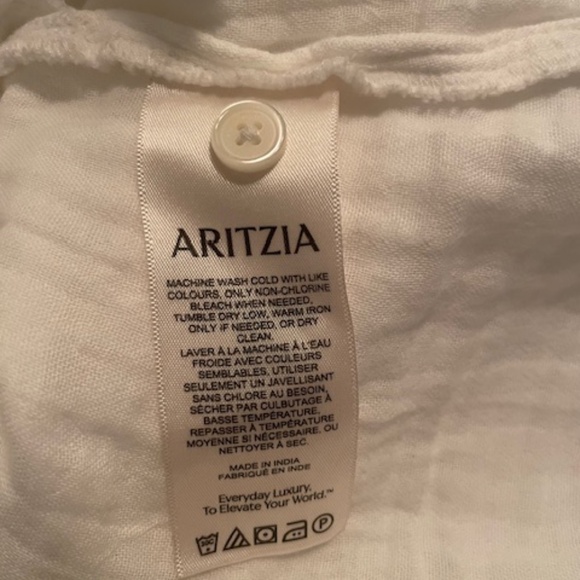 ARITZIA
MACHINE WASH COLD WITH LIKE
COLOURS, ONLY NON-CHLORINE
BLEACH WHEN NEEDED.
TUMBLE DRY LOW, WARM IRON
ONLY IF NEEDED, OR DRY
CLEAN.
LAVER À LA MACHINE À L'EAU
FROIDE AVEC COULEURS
SEMBLABLES, UTILISER
SEULEMENT UN JAVELLISANT
SANS CHLORE AU BESOIN,
SÉCHER PAR CULBUTAGE À
BASSE TEMPÉRATURE.
REPASSER À TEMPÉRATURE
MOYENNE SI NÉCESSAIRE. OU
NETTOYER À SEC.
MADE IN INDIA
FABRIQUÉ EN INDE
Everyday Luxury.
To Elevate Your World.™
30C P